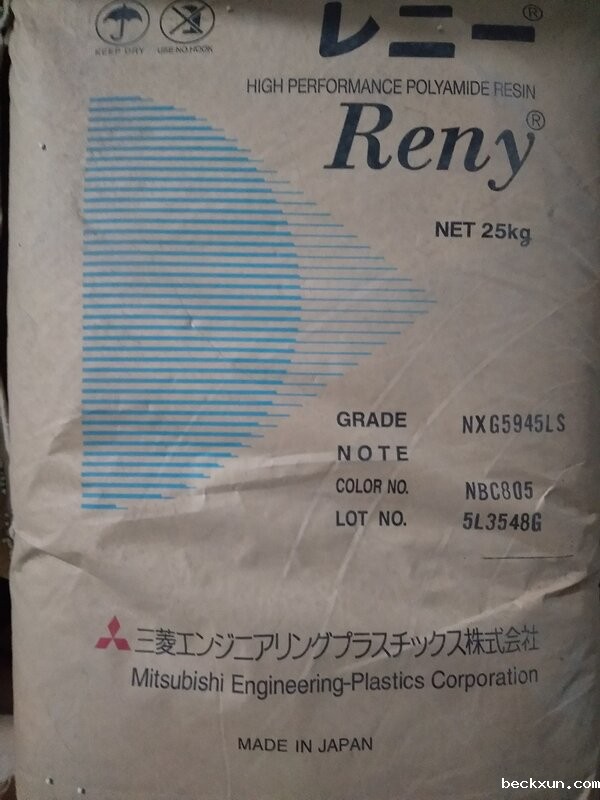 KEEP DRY
USE NO HOOK
レニー®
HIGH PERFORMANCE POLYAMIDE RESIN
Reny®
NET 25kg
GRADE NXG5945LS
NOTE
COLOR NO. NBC805
LOT NO. 5L3548G
三菱エンジニアリングプラスチックス株式会社
Mitsubishi Engineering-Plastics Corporation
MADE IN JAPAN
beckxun.com